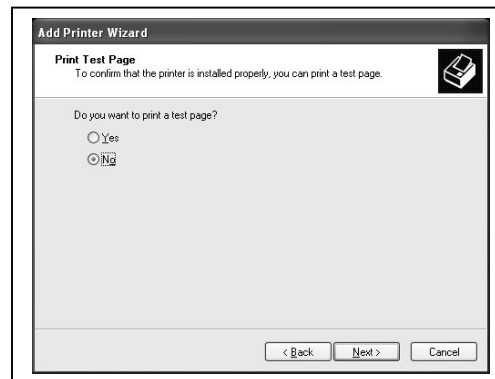 Add Printer Wizard
Print Test Page
To confirm that the printer is installed properly, you can print a test page.
Do you want to print a test page?
Yes
No
< Back
Next >
Cancel